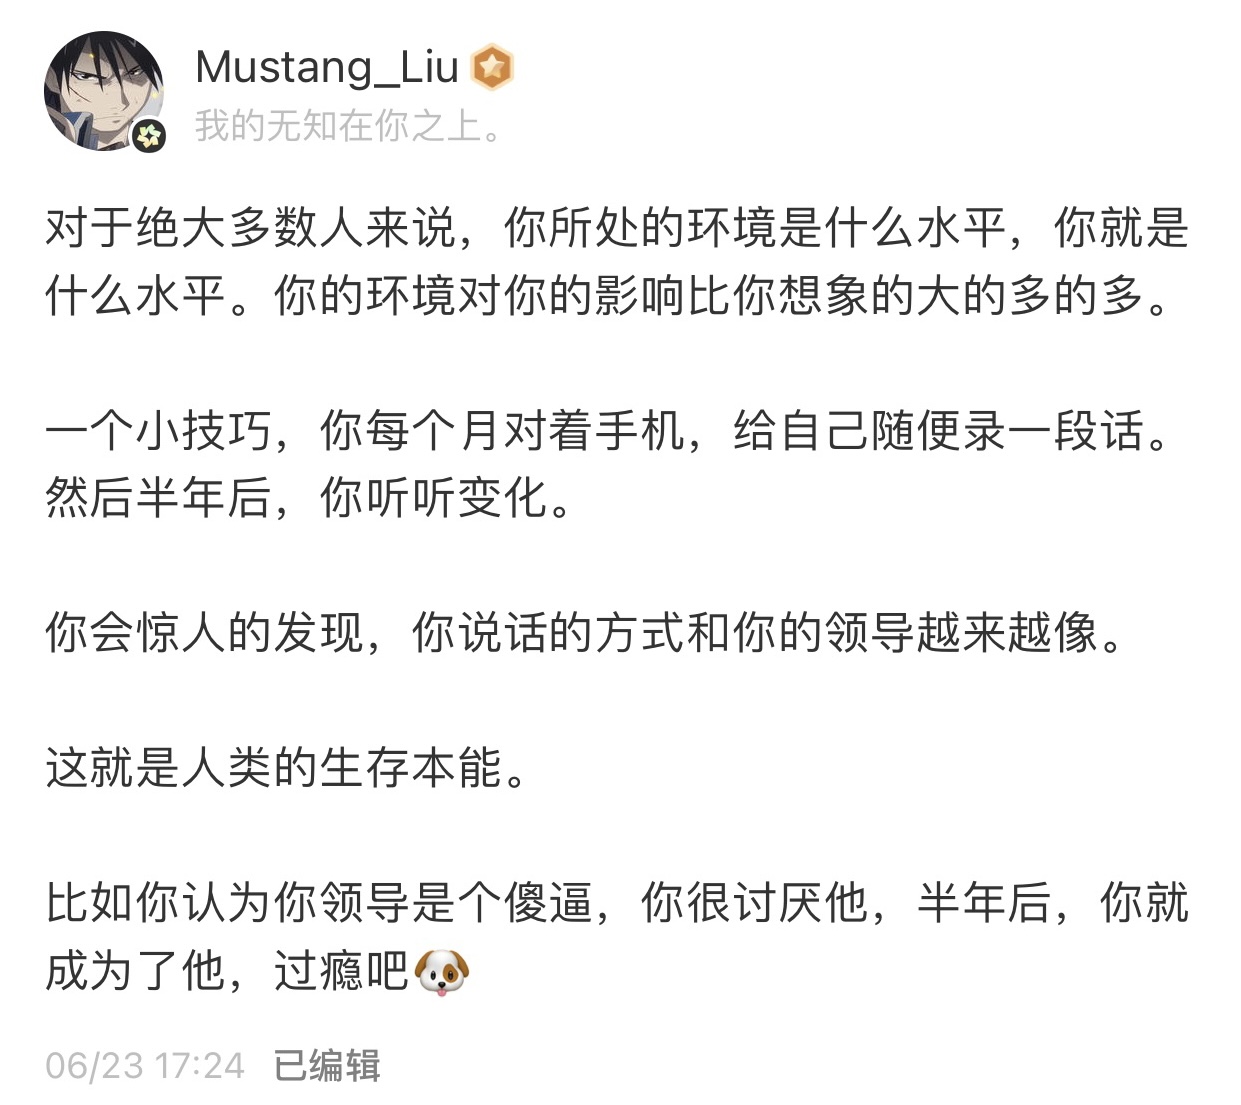 Mustang_Liu
我的无知在你之上。
对于绝大多数人来说，你所处的环境是什么水平，你就是
什么水平。你的环境对你的影响比你想象的大的多的多。
一个小技巧，你每个月对着手机，给自己随便录一段话。
然后半年后，你听听变化。
你会惊人的发现，你说话的方式和你的领导越来越像。
这就是人类的生存本能。
比如你认为你领导是个傻逼，你很讨厌他，半年后，你就
成为了他，过瘾吧🐶
06/23 17:24 已编辑